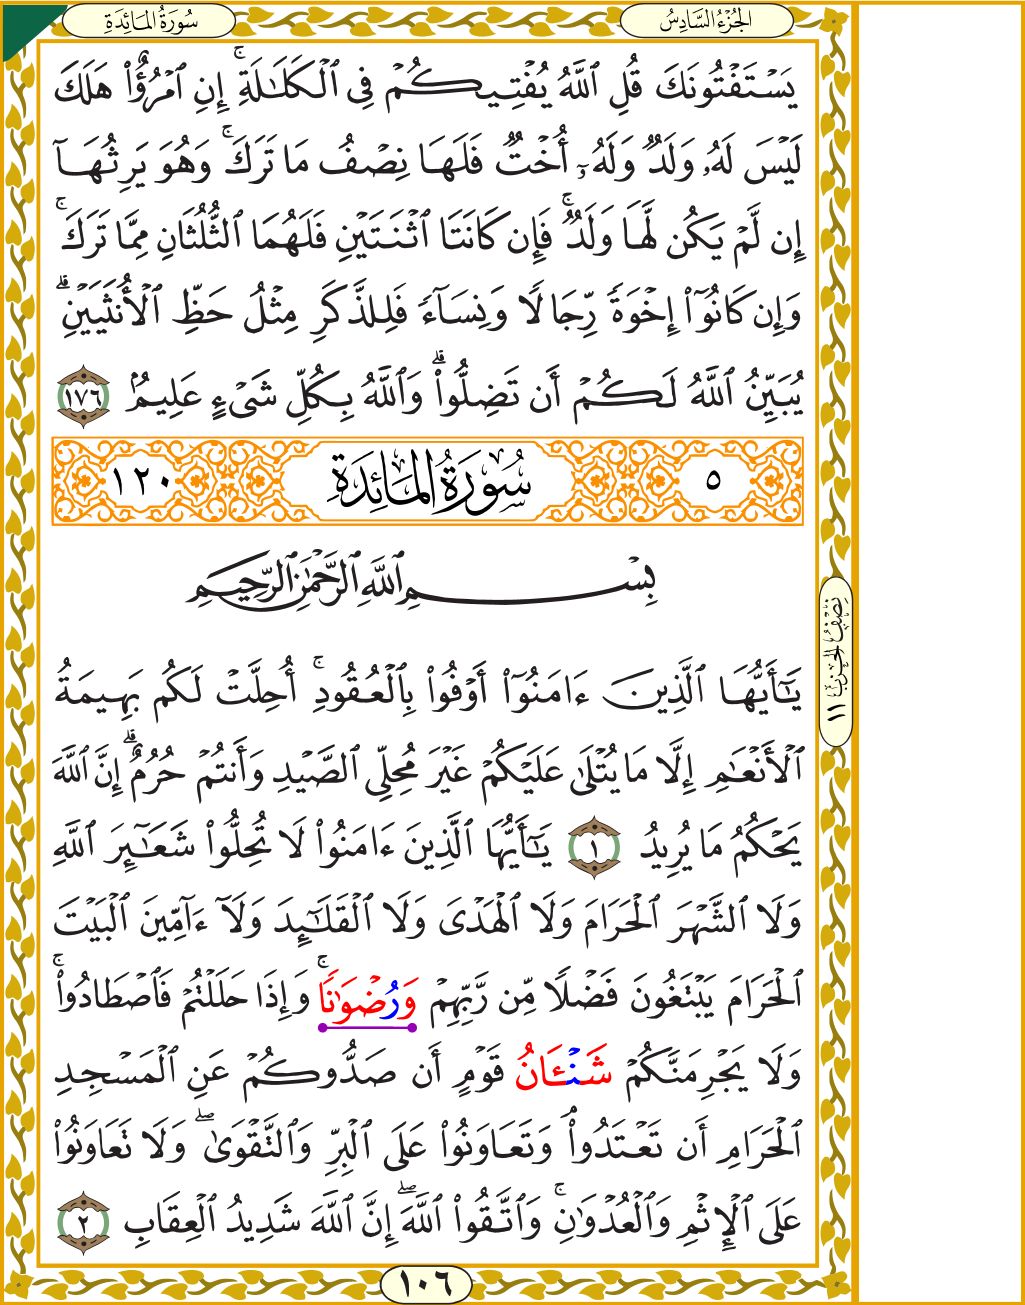 سُورَةُ المَائِدَةِ
الجُزْءُ السَّادِسُ
يَسْتَفْتُونَكَ قُلِ ٱللَّهُ يُفْتِيكُمْ فِى ٱلْكَلَـٰلَةِ ۚ إِنِ ٱمْرُؤٌا۟ هَلَكَ
لَيْسَ لَهُۥ وَلَدٌ وَلَهُۥٓ أُخْتٌ فَلَهَا نِصْفُ مَا تَرَكَ ۚ وَهُوَ يَرِثُهَآ
إِن لَّمْ يَكُن لَّهَا وَلَدٌ ۚ فَإِن كَانَتَا ٱثْنَتَيْنِ فَلَهُمَا ٱلثُّلُثَانِ مِمَّا تَرَكَ ۚ
وَإِن كَانُوٓا۟ إِخْوَةً رِّجَالًا وَنِسَآءً فَلِلذَّكَرِ مِثْلُ حَظِّ ٱلْأُنثَيَيْنِ ۗ
يُبَيِّنُ ٱللَّهُ لَكُمْ أَن تَضِلُّوا۟ ۗ وَٱللَّهُ بِكُلِّ شَىْءٍ عَلِيمٌۢ ١٧٦
٥ سُورَةُ المَائِدَةِ ١٢٠
بِسْمِ ٱللَّهِ ٱلرَّحْمَـٰنِ ٱلرَّحِيمِ
يَـٰٓأَيُّهَا ٱلَّذِينَ ءَامَنُوٓا۟ أَوْفُوا۟ بِٱلْعُقُودِ ۚ أُحِلَّتْ لَكُم بَهِيمَةُ
ٱلْأَنْعَـٰمِ إِلَّا مَا يُتْلَىٰ عَلَيْكُمْ غَيْرَ مُحِلِّى ٱلصَّيْدِ وَأَنتُمْ حُرُمٌ ۗ إِنَّ ٱللَّهَ
يَحْكُمُ مَا يُرِيدُ ١ يَـٰٓأَيُّهَا ٱلَّذِينَ ءَامَنُوا۟ لَا تُحِلُّوا۟ شَعَـٰٓئِرَ ٱللَّهِ
وَلَا ٱلشَّهْرَ ٱلْحَرَامَ وَلَا ٱلْهَدْىَ وَلَا ٱلْقَلَـٰٓئِدَ وَلَآ ءَآمِّينَ ٱلْبَيْتَ
ٱلْحَرَامَ يَبْتَغُونَ فَضْلًا مِّن رَّبِّهِمْ وَرُضْوَٰنًا ۚ وَإِذَا حَلَلْتُمْ فَٱصْطَادُوا۟ ۚ
وَلَا يَجْرِمَنَّكُمْ شَنْـَٔانُ قَوْمٍ أَن صَدُّوكُمْ عَنِ ٱلْمَسْجِدِ
ٱلْحَرَامِ أَن تَعْتَدُوا۟ ۘ وَتَعَاوَنُوا۟ عَلَى ٱلْبِرِّ وَٱلتَّقْوَىٰ ۖ وَلَا تَعَاوَنُوا۟
عَلَى ٱلْإِثْمِ وَٱلْعُدْوَٰنِ ۚ وَٱتَّقُوا۟ ٱللَّهَ ۖ إِنَّ ٱللَّهَ شَدِيدُ ٱلْعِقَابِ ٢
نِصْفُ الحِزْبِ ١١
١٠٦